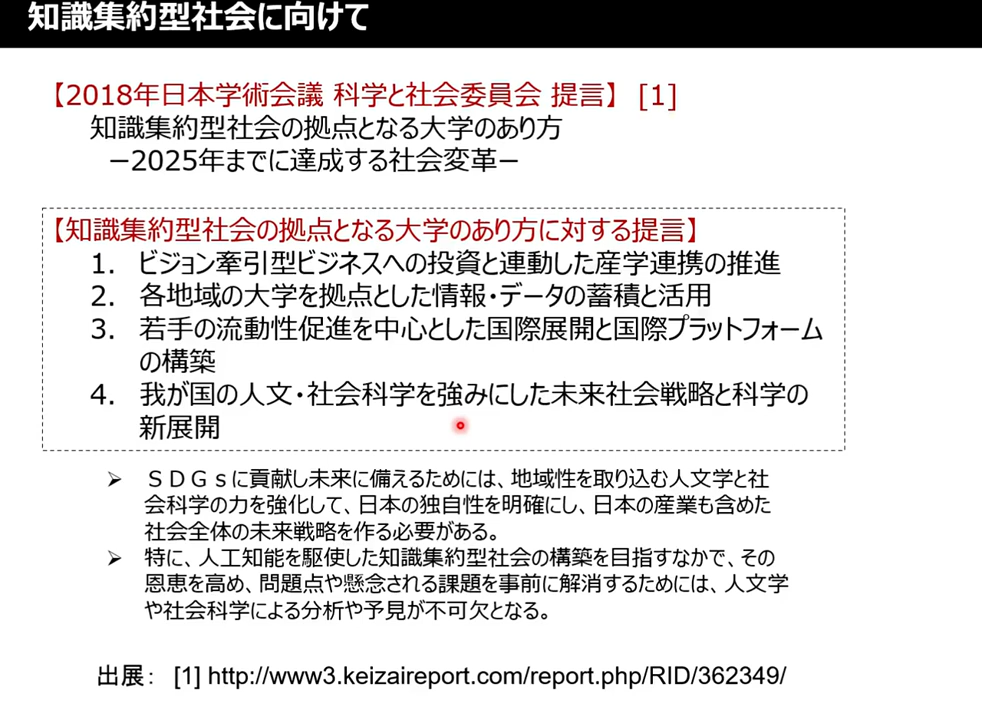 知識集約型社会に向けて
【2018年日本学術会議 科学と社会委員会 提言】 [1]
知識集約型社会の拠点となる大学のあり方
－2025年までに達成する社会変革－
【知識集約型社会の拠点となる大学のあり方に対する提言】
1. ビジョン牽引型ビジネスへの投資と連動した産学連携の推進
2. 各地域の大学を拠点とした情報・データの蓄積と活用
3. 若手の流動性促進を中心とした国際展開と国際プラットフォーム
の構築
4. 我が国の人文・社会科学を強みにした未来社会戦略と科学の
新展開
➢ ＳＤＧｓに貢献し未来に備えるためには、地域性を取り込む人文学と社
会科学の力を強化して、日本の独自性を明確にし、日本の産業も含めた
社会全体の未来戦略を作る必要がある。
➢ 特に、人工知能を駆使した知識集約型社会の構築を目指すなかで、その
恩恵を高め、問題点や懸念される課題を事前に解消するためには、人文学
や社会科学による分析や予見が不可欠となる。
出展： [1] http://www3.keizaireport.com/report.php/RID/362349/